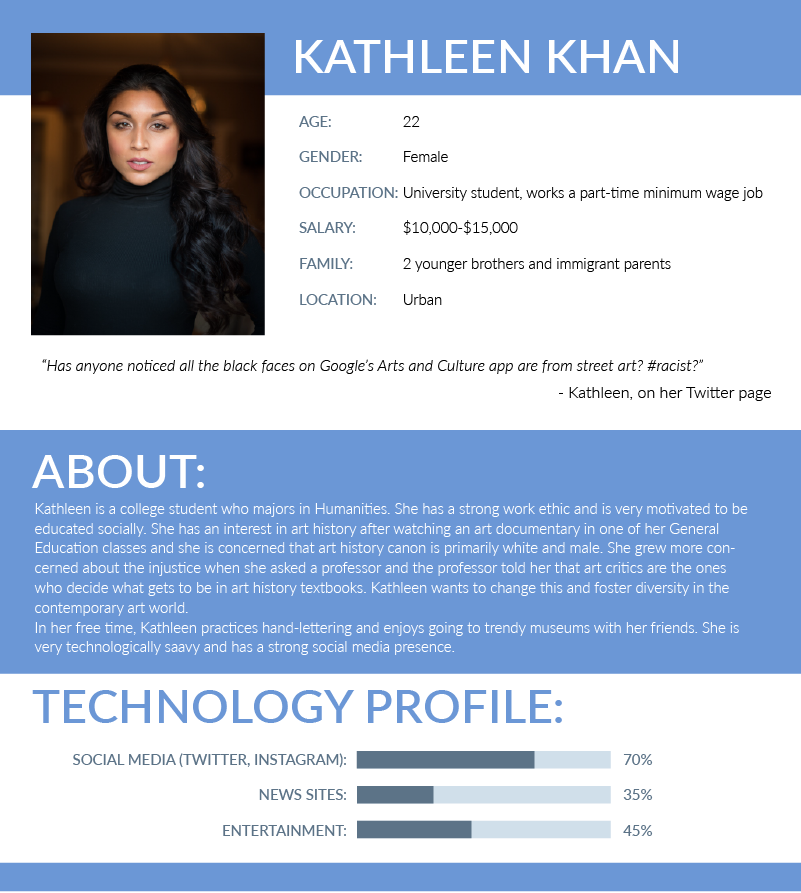 KATHLEEN KHAN
AGE: 22
GENDER: Female
OCCUPATION: University student, works a part-time minimum wage job
SALARY: $10,000-$15,000
FAMILY: 2 younger brothers and immigrant parents
LOCATION: Urban
“Has anyone noticed all the black faces on Google’s Arts and Culture app are from street art? #racist?”
- Kathleen, on her Twitter page
ABOUT:
Kathleen is a college student who majors in Humanities. She has a strong work ethic and is very motivated to be
educated socially. She has an interest in art history after watching an art documentary in one of her General
Education classes and she is concerned that art history canon is primarily white and male. She grew more con-
cerned about the injustice when she asked a professor and the professor told her that art critics are the ones
who decide what gets to be in art history textbooks. Kathleen wants to change this and foster diversity in the
contemporary art world.
In her free time, Kathleen practices hand-lettering and enjoys going to trendy museums with her friends. She is
very technologically saavy and has a strong social media presence.
TECHNOLOGY PROFILE:
SOCIAL MEDIA (TWITTER, INSTAGRAM): 70%
NEWS SITES: 35%
ENTERTAINMENT: 45%